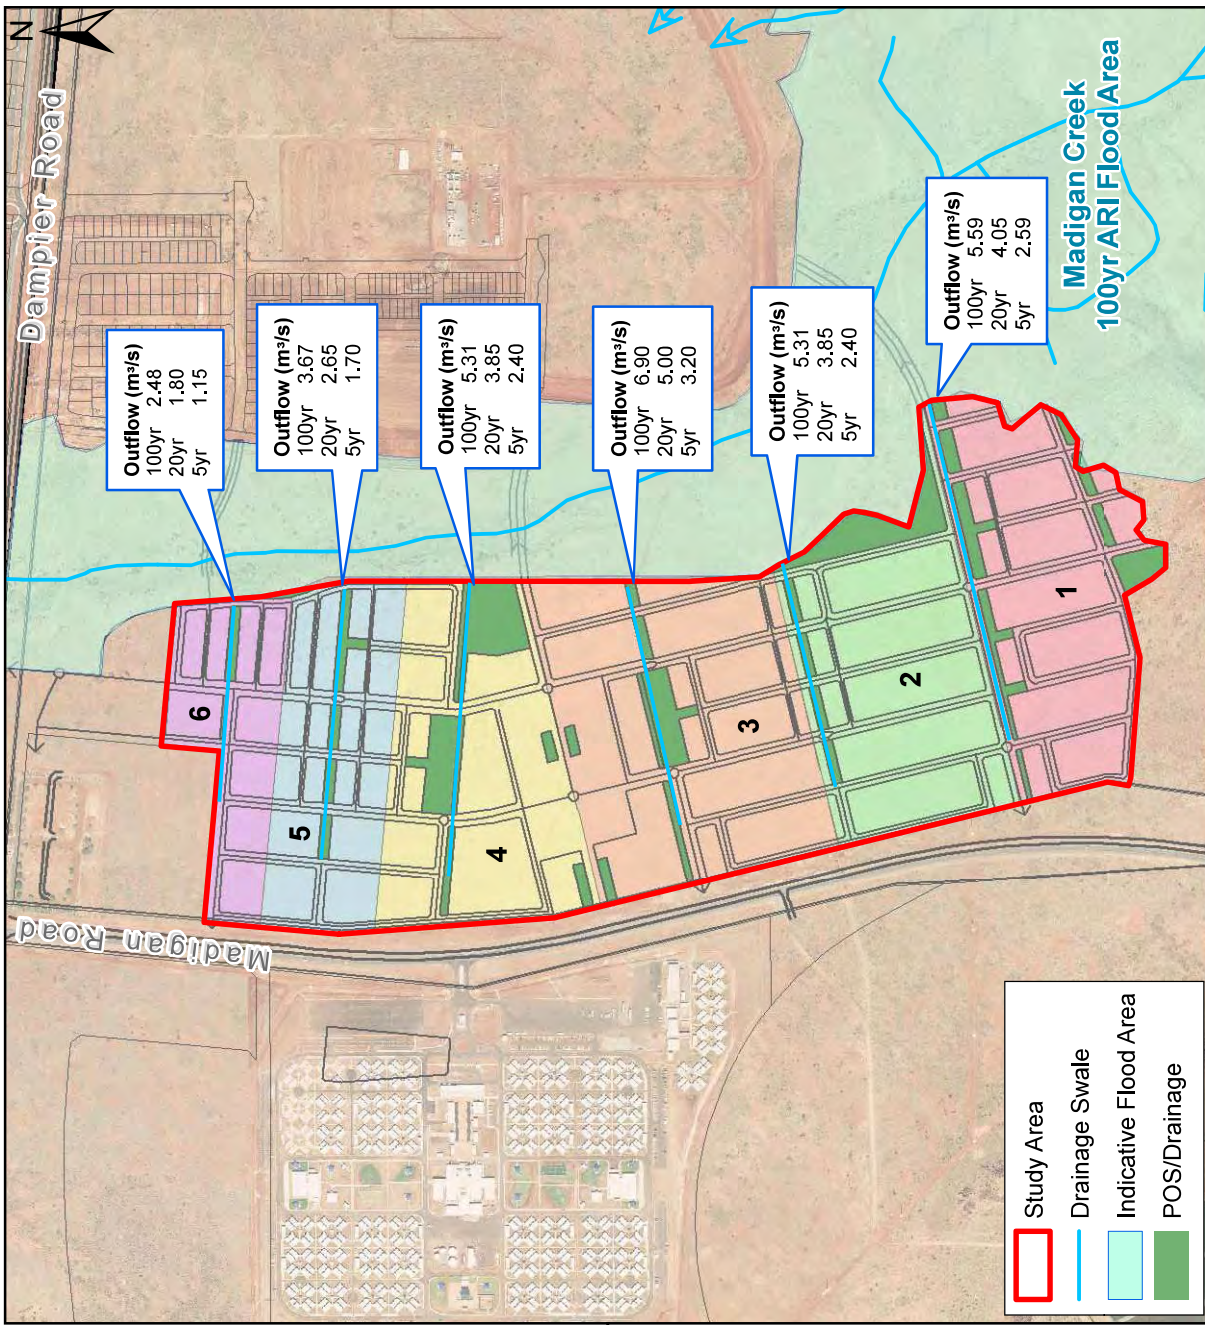 N
Dampier Road
Madigan Road
Outflow (m³/s)
100yr 2.48
20yr 1.80
5yr 1.15
Outflow (m³/s)
100yr 3.67
20yr 2.65
5yr 1.70
Outflow (m³/s)
100yr 5.31
20yr 3.85
5yr 2.40
Outflow (m³/s)
100yr 6.90
20yr 5.00
5yr 3.20
Outflow (m³/s)
100yr 5.31
20yr 3.85
5yr 2.40
Outflow (m³/s)
100yr 5.59
20yr 4.05
5yr 2.59
Madigan Creek
100yr ARI Flood Area
6
5
4
3
2
1
Study Area
Drainage Swale
Indicative Flood Area
POS/Drainage